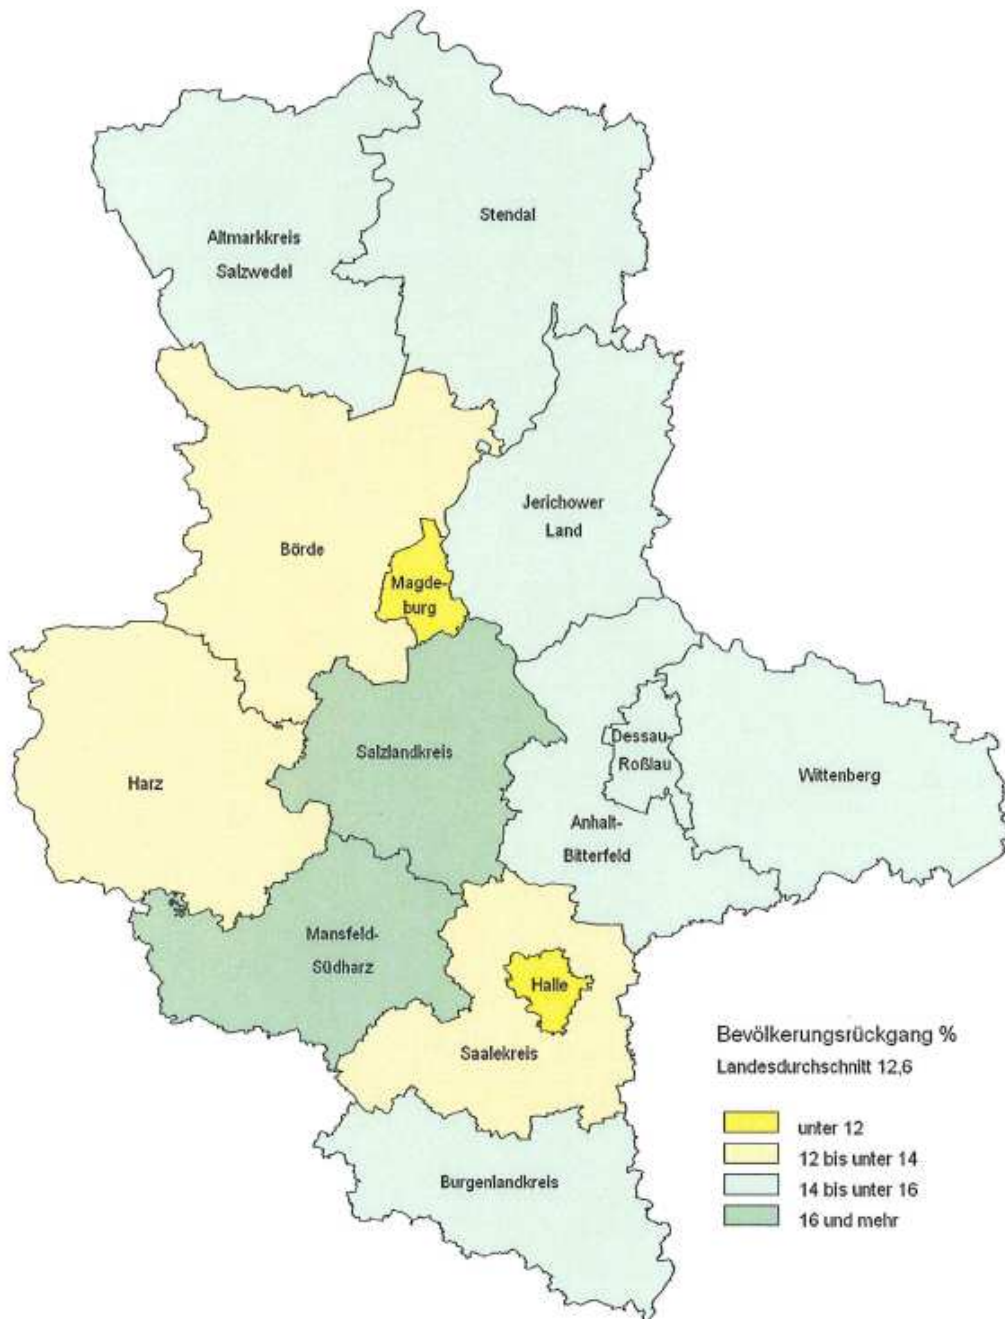 Stendal
Altmarkkreis
Salzwedel
Jerichower
Land
Börde
Magde-
burg
Salzlandkreis
Dessau-
Roßlau
Wittenberg
Harz
Anhalt-
Bitterfeld
Mansfeld-
Südharz
Halle
Saalekreis
Burgenlandkreis
Bevölkerungsrückgang %
Landesdurchschnitt 12,6
unter 12
12 bis unter 14
14 bis unter 16
16 und mehr